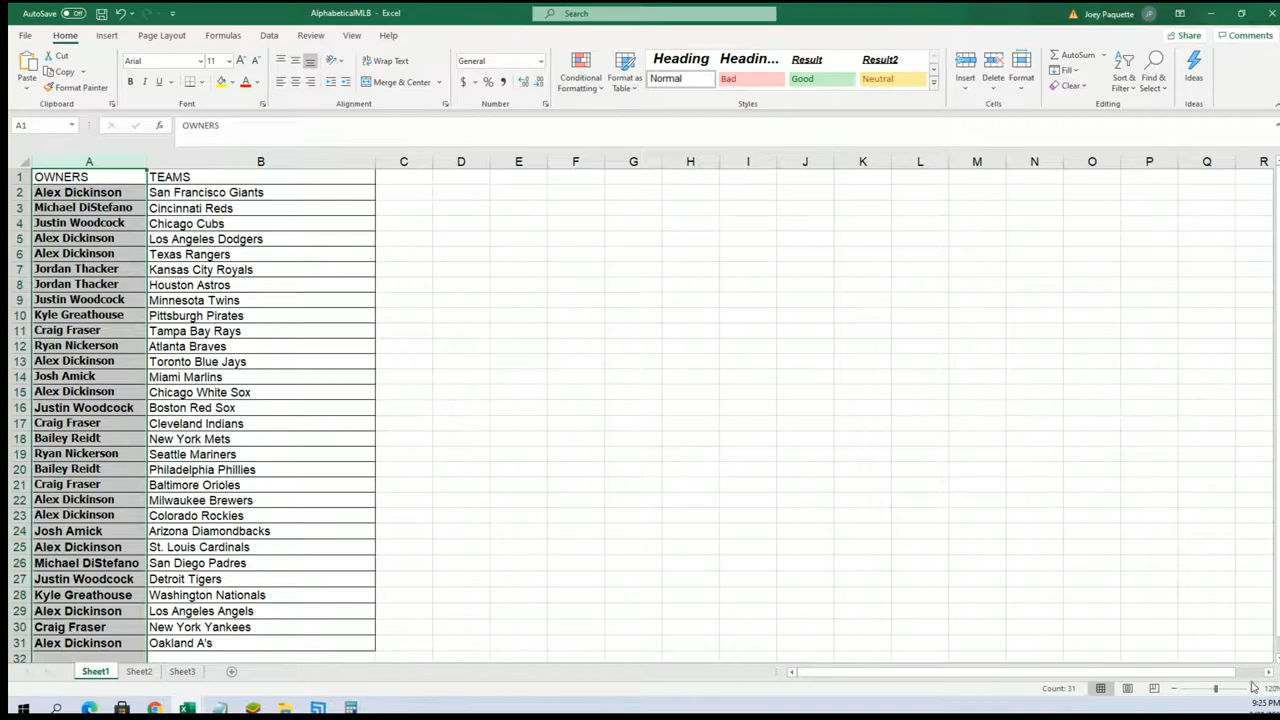 AutoSave Off AlphabeticalMLB - Excel Search Joey Paquette JP
File Home Insert Page Layout Formulas Data Review View Help Share Comments
Paste Cut Copy Format Painter Clipboard
Arial 11 Font
Wrap Text Merge & Center Alignment
General Number
Conditional Formatting Format as Table
Heading Headin... Result Result2
Normal Bad Good Neutral
Styles
Insert Delete Format Cells
AutoSum Fill Clear Sort & Filter Find & Select Editing
Ideas Ideas
A1 fx OWNERS
A B C D E F G H I J K L M N O P Q R
1 OWNERS TEAMS
2 Alex Dickinson San Francisco Giants
3 Michael DiStefano Cincinnati Reds
4 Justin Woodcock Chicago Cubs
5 Alex Dickinson Los Angeles Dodgers
6 Alex Dickinson Texas Rangers
7 Jordan Thacker Kansas City Royals
8 Jordan Thacker Houston Astros
9 Justin Woodcock Minnesota Twins
10 Kyle Greathouse Pittsburgh Pirates
11 Craig Fraser Tampa Bay Rays
12 Ryan Nickerson Atlanta Braves
13 Alex Dickinson Toronto Blue Jays
14 Josh Amick Miami Marlins
15 Alex Dickinson Chicago White Sox
16 Justin Woodcock Boston Red Sox
17 Craig Fraser Cleveland Indians
18 Bailey Reidt New York Mets
19 Ryan Nickerson Seattle Mariners
20 Bailey Reidt Philadelphia Phillies
21 Craig Fraser Baltimore Orioles
22 Alex Dickinson Milwaukee Brewers
23 Alex Dickinson Colorado Rockies
24 Josh Amick Arizona Diamondbacks
25 Alex Dickinson St. Louis Cardinals
26 Michael DiStefano San Diego Padres
27 Justin Woodcock Detroit Tigers
28 Kyle Greathouse Washington Nationals
29 Alex Dickinson Los Angeles Angels
30 Craig Fraser New York Yankees
31 Alex Dickinson Oakland A's
32
Sheet1 Sheet2 Sheet3
Count: 31 120%
9:25 PM